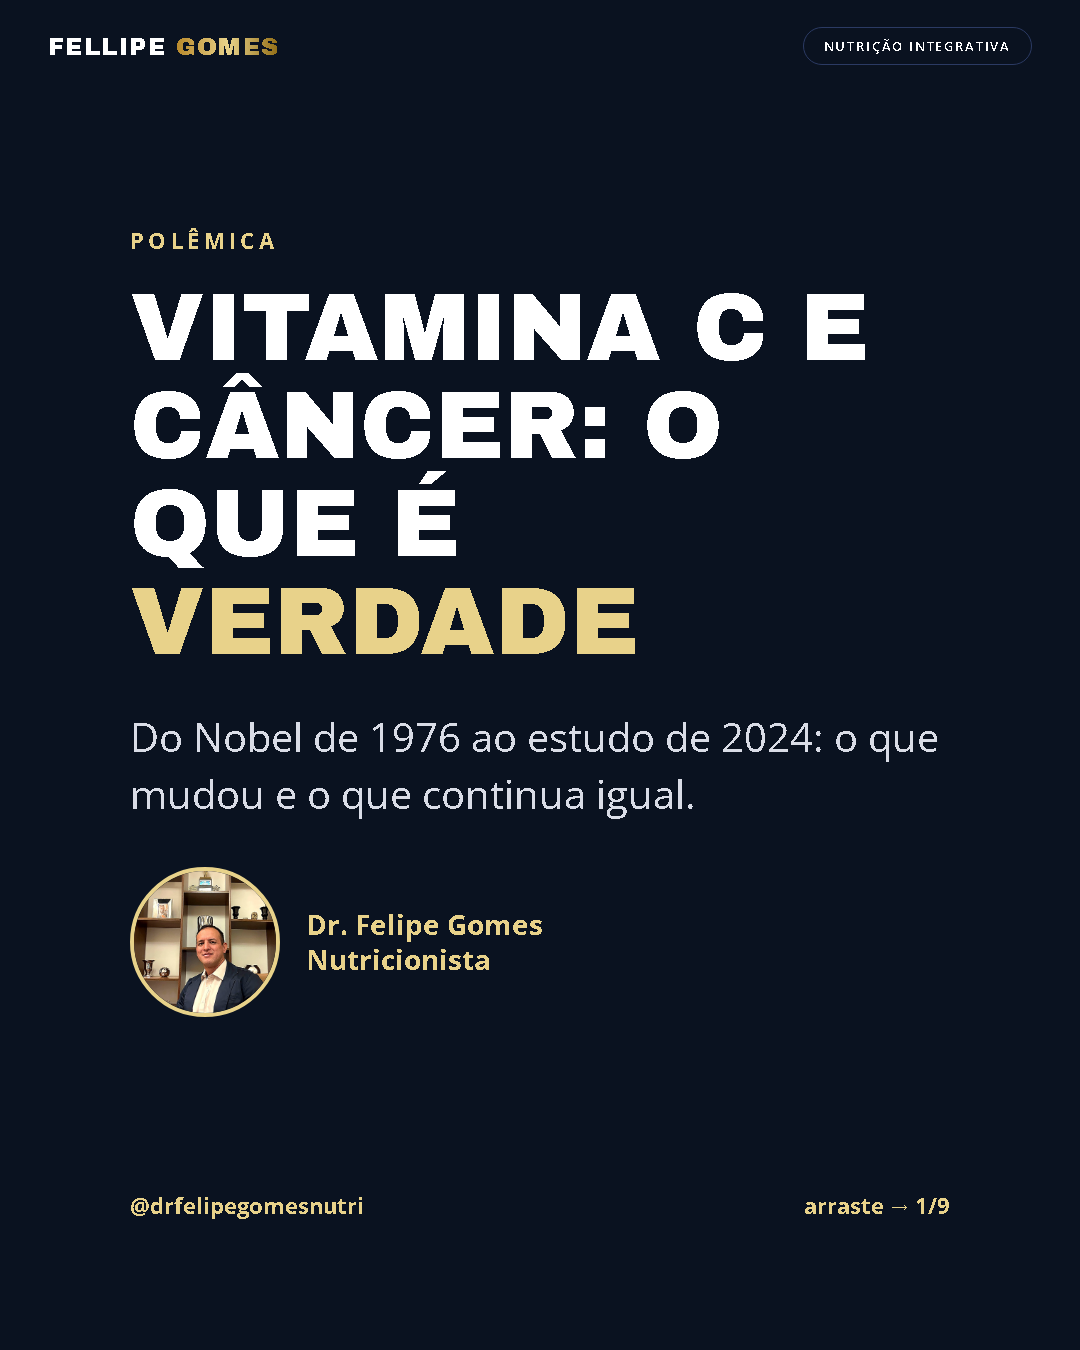 FELLIPE GOMES
NUTRIÇÃO INTEGRATIVA
POLÊMICA
VITAMINA C E
CÂNCER: O
QUE É
VERDADE
Do Nobel de 1976 ao estudo de 2024: o que
mudou e o que continua igual.
Dr. Felipe Gomes
Nutricionista
@drfelipegomesnutri
arraste → 1/9